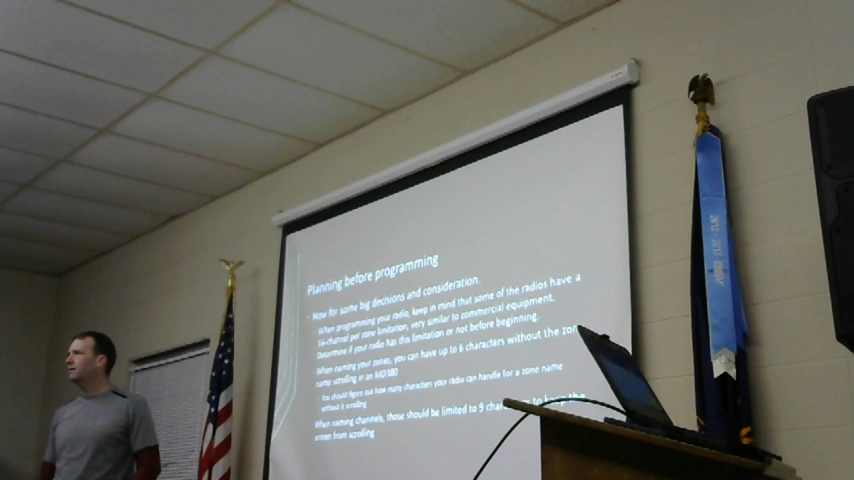 Planning before programming
Now for some big decisions and consideration.
When programming your radio, keep in mind that some of the radios have a
16-channel per zone limitation, very similar to commercial equipment.
Determine if your radio has this limitation or not before beginning.
When naming your zones, you can have up to 6 characters without the zone
name scrolling in an MD380
You should figure out how many characters your radio can handle for a zone name
without it scrolling
When naming channels, those should be limited to 9 to keep the
screen from scrolling
2012 - 2013